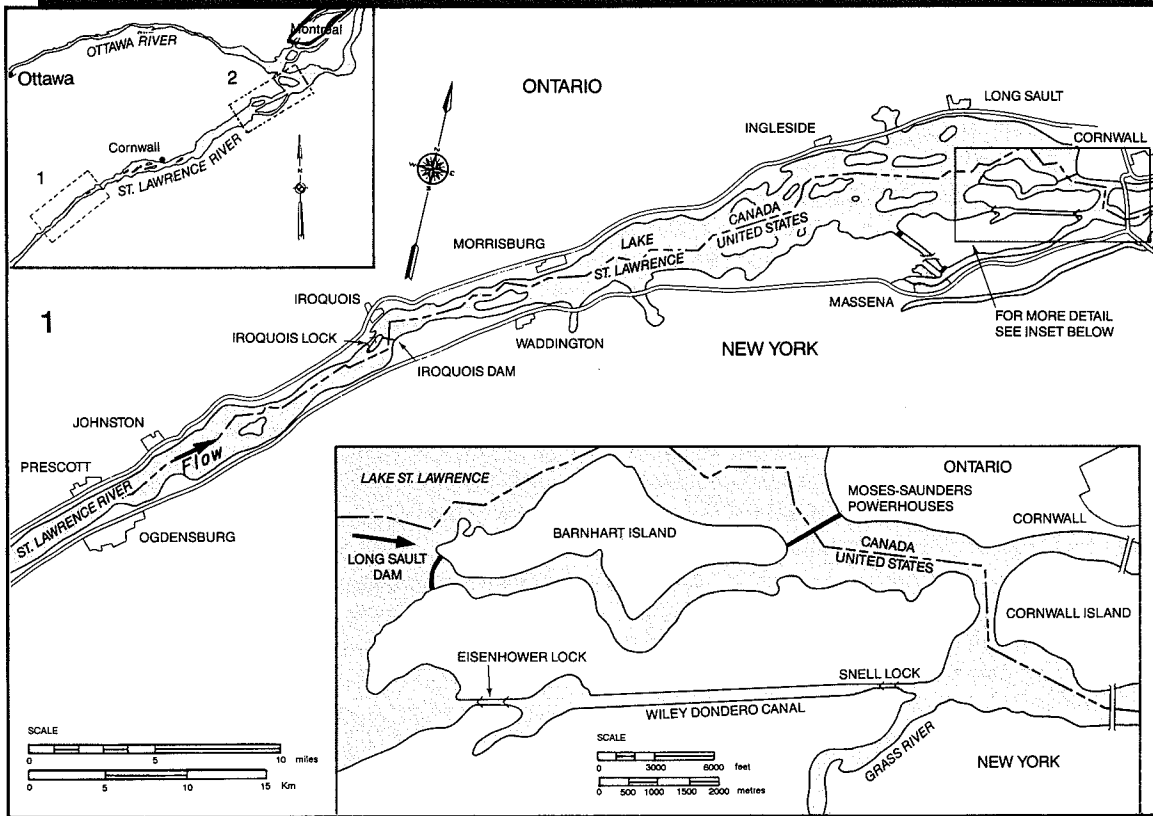 Montreal
OTTAWA RIVER
Ottawa
2
Cornwall
ST. LAWRENCE RIVER
1
N
ONTARIO
LONG SAULT
INGLESIDE
CORNWALL
N
W
E
S
CANADA
UNITED STATES
MORRISBURG
LAKE
ST. LAWRENCE
IROQUOIS
MASSENA
1
IROQUOIS LOCK
WADDINGTON
FOR MORE DETAIL
SEE INSET BELOW
NEW YORK
IROQUOIS DAM
JOHNSTON
Flow
PRESCOTT
ST. LAWRENCE RIVER
OGDENSBURG
LAKE ST. LAWRENCE
ONTARIO
MOSES-SAUNDERS
POWERHOUSES
BARNHART ISLAND
CORNWALL
CANADA
UNITED STATES
LONG SAULT
DAM
CORNWALL ISLAND
EISENHOWER LOCK
SNELL LOCK
WILEY DONDERO CANAL
GRASS RIVER
NEW YORK
SCALE
0 5 10 miles
0 5 10 15 Km
SCALE
0 3000 6000 feet
0 500 1000 1500 2000 metres